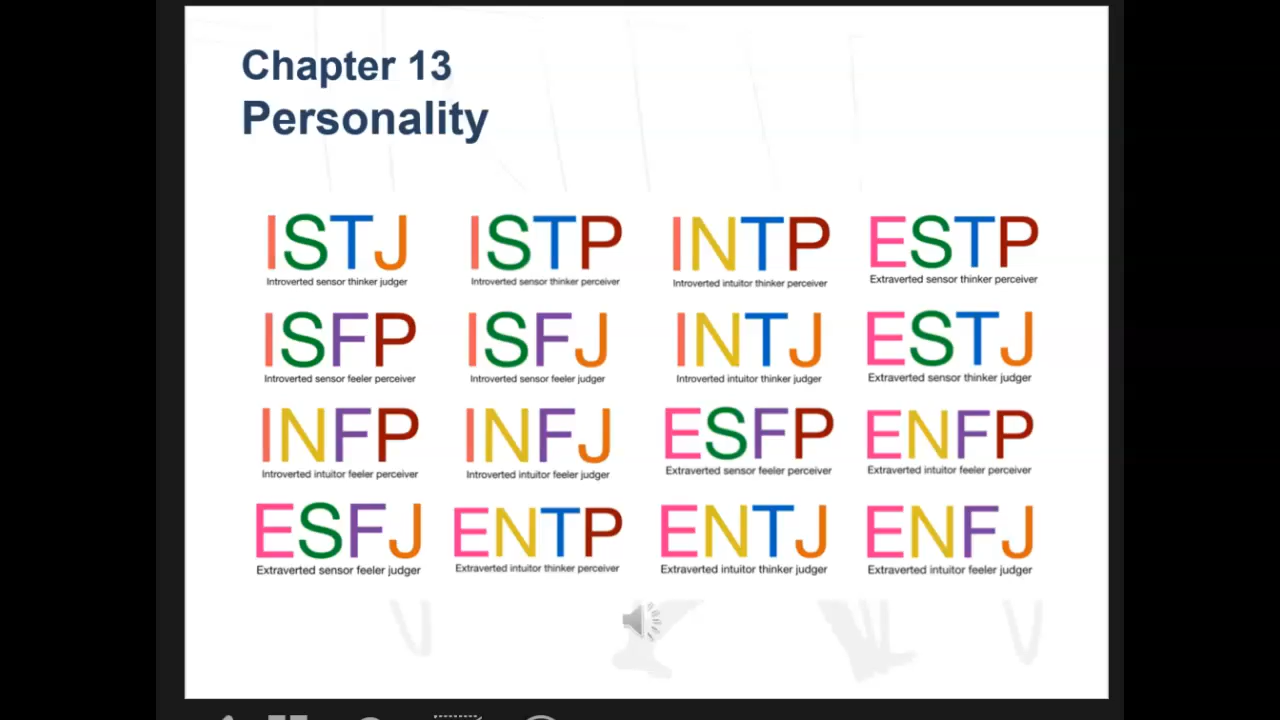 Chapter 13
Personality
ISTJ ISTP INTP ESTP
Introverted sensor thinker judger Introverted sensor thinker perceiver Introverted intuitor thinker perceiver Extraverted sensor thinker perceiver
ISFP ISFJ INTJ ESTJ
Introverted sensor feeler perceiver Introverted sensor feeler judger Introverted intuitor thinker judger Extraverted sensor thinker judger
INFP INFJ ESFP ENFP
Introverted intuitor feeler perceiver Introverted intuitor feeler judger Extraverted sensor feeler perceiver Extraverted intuitor feeler perceiver
ESFJ ENTP ENTJ ENFJ
Extraverted sensor feeler judger Extraverted intuitor thinker perceiver Extraverted intuitor thinker judger Extraverted intuitor feeler judger